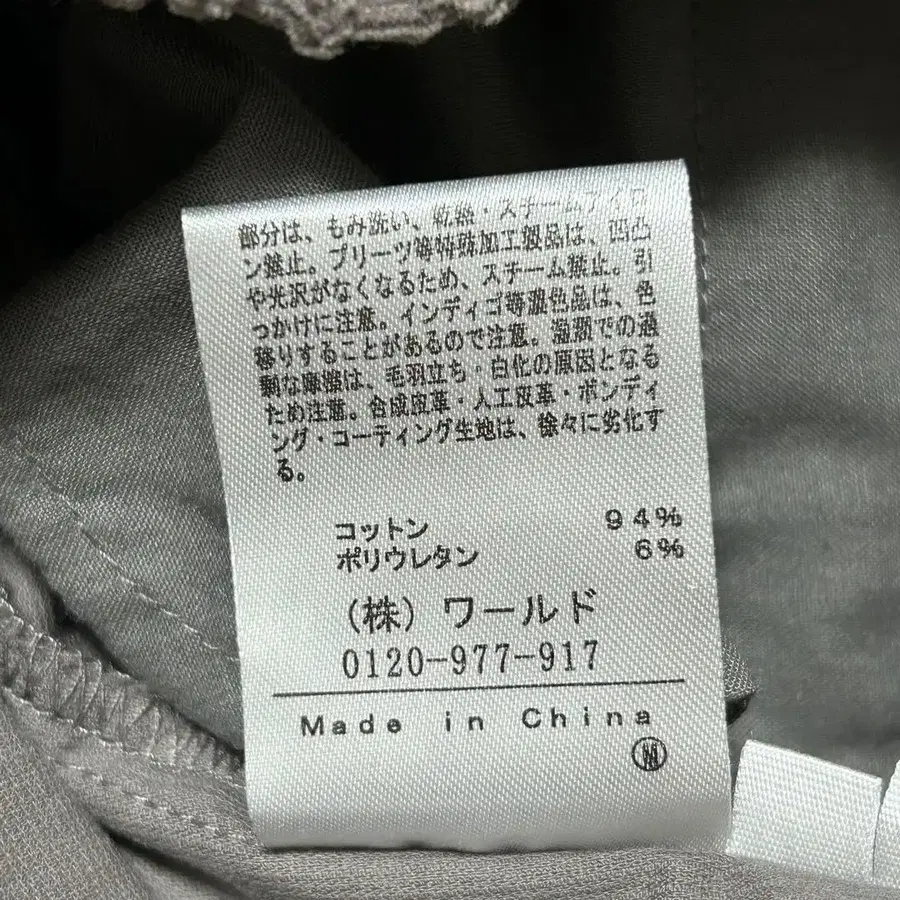 部分は、もみ洗い、乾熱・スチームアイロ
ン禁止。プリーツ等特殊加工製品は、凹凸
や光沢がなくなるため、スチーム禁止。引
っかけに注意。インディゴ等濃色品は、色
移りすることがあるので注意。湿潤での過
剰な摩擦は、毛羽立ち・白化の原因となる
ため注意。合成皮革・人工皮革・ボンディ
ング・コーティング生地は、徐々に劣化す
る。
コットン 94%
ポリウレタン 6%
(株)ワールド
0120-977-917
Made in China
M